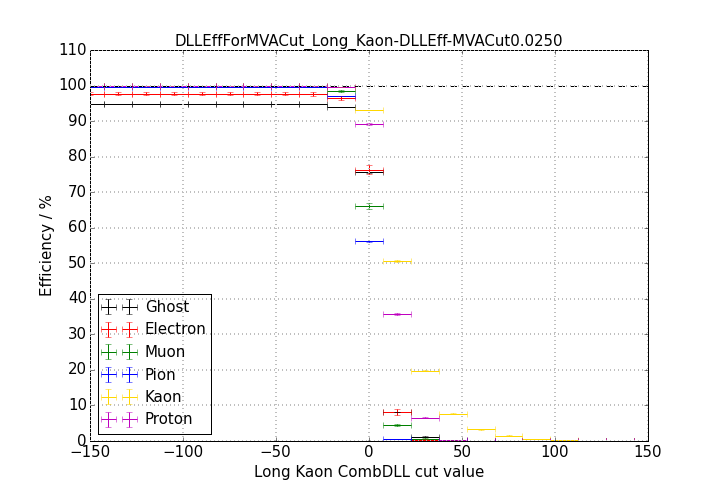 DLLEffForMVACut_Long_Kaon-DLLEff-MVACut0.0250
110
100
90
80
70
60
50
40
30
20
10
0
Efficiency / %
Ghost
Electron
Muon
Pion
Kaon
Proton
−150 −100 −50 0 50 100 150
Long Kaon CombDLL cut value